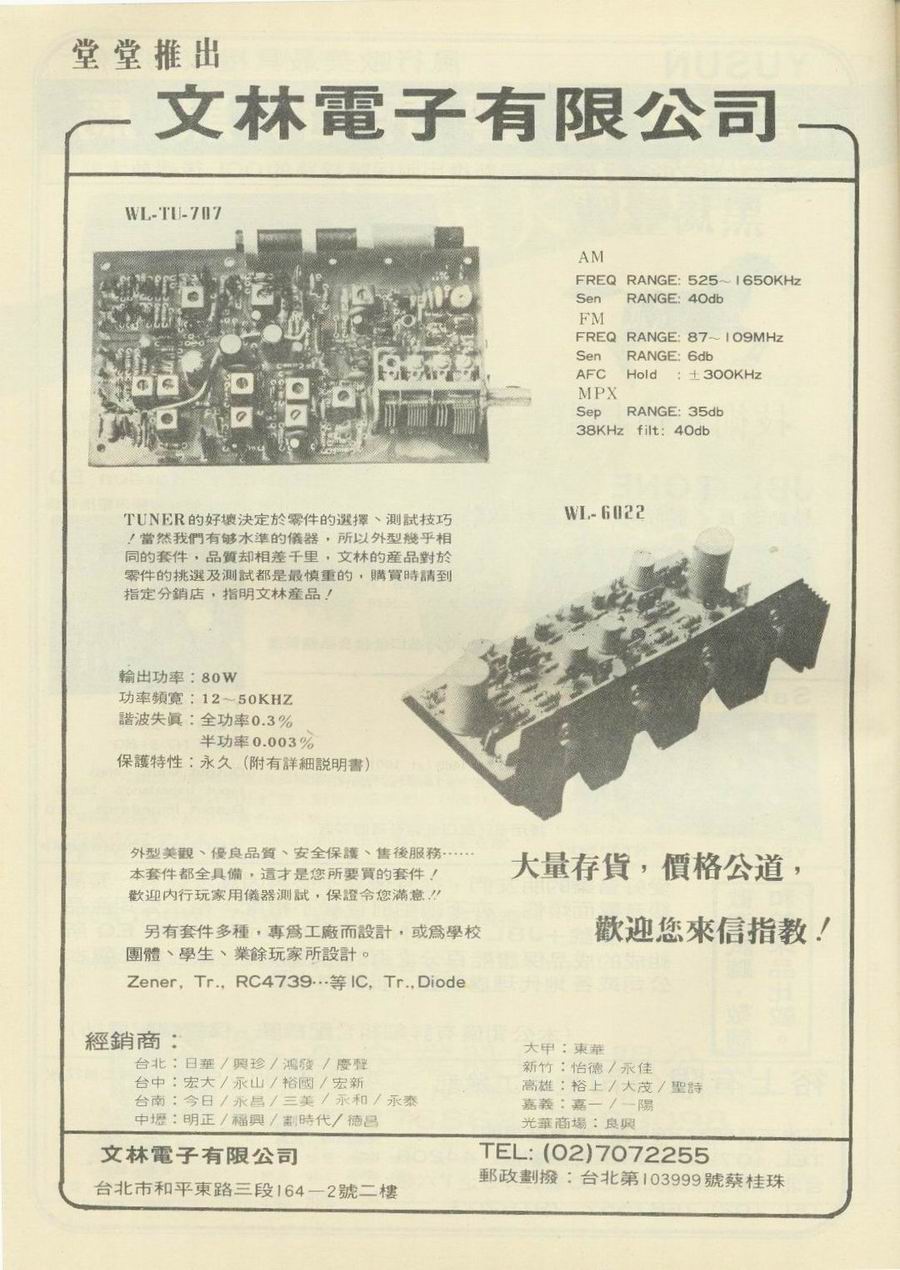 堂堂推出
文林電子有限公司
WL-TU-707
AM
FREQ RANGE: 525~1650KHz
Sen RANGE: 40db
FM
FREQ RANGE: 87~109MHz
Sen RANGE: 6db
AFC Hold : ±300KHz
MPX
Sep RANGE: 35db
38KHz filt: 40db
TUNER的好壞決定於零件的選擇、測試技巧
！當然我們有够水準的儀器，所以外型幾乎相
同的套件，品質却相差千里，文林的產品對於
零件的挑選及測試都是最慎重的，購買時請到
指定分銷店，指明文林產品！
WL-6022
輸出功率：80W
功率頻寬：12~50KHZ
諧波失眞：全功率0.3%
半功率0.003%
保護特性：永久（附有詳細說明書）
外型美觀、優良品質、安全保護、售後服務……
本套件都全具備，這才是您所要買的套件！
歡迎內行玩家用儀器測試，保證令您滿意！！
另有套件多種，專爲工廠而設計，或爲學校
團體、學生、業餘玩家所設計。
Zener, Tr., RC4739…等IC, Tr., Diode
大量存貨，價格公道，
歡迎您來信指教！
經銷商：
台北：日華／興珍／鴻發／慶聲
台中：宏大／永山／裕國／宏新
台南：今日／永昌／三美／永和／永泰
中壢：明正／福興／劃時代／德昌
大甲：東華
新竹：怡德／永佳
高雄：裕上／大茂／聖詩
嘉義：嘉一／一陽
光華商場：良興
文林電子有限公司
台北市和平東路三段164—2號二樓
TEL: (02)7072255
郵政劃撥：台北第103999號蔡桂珠